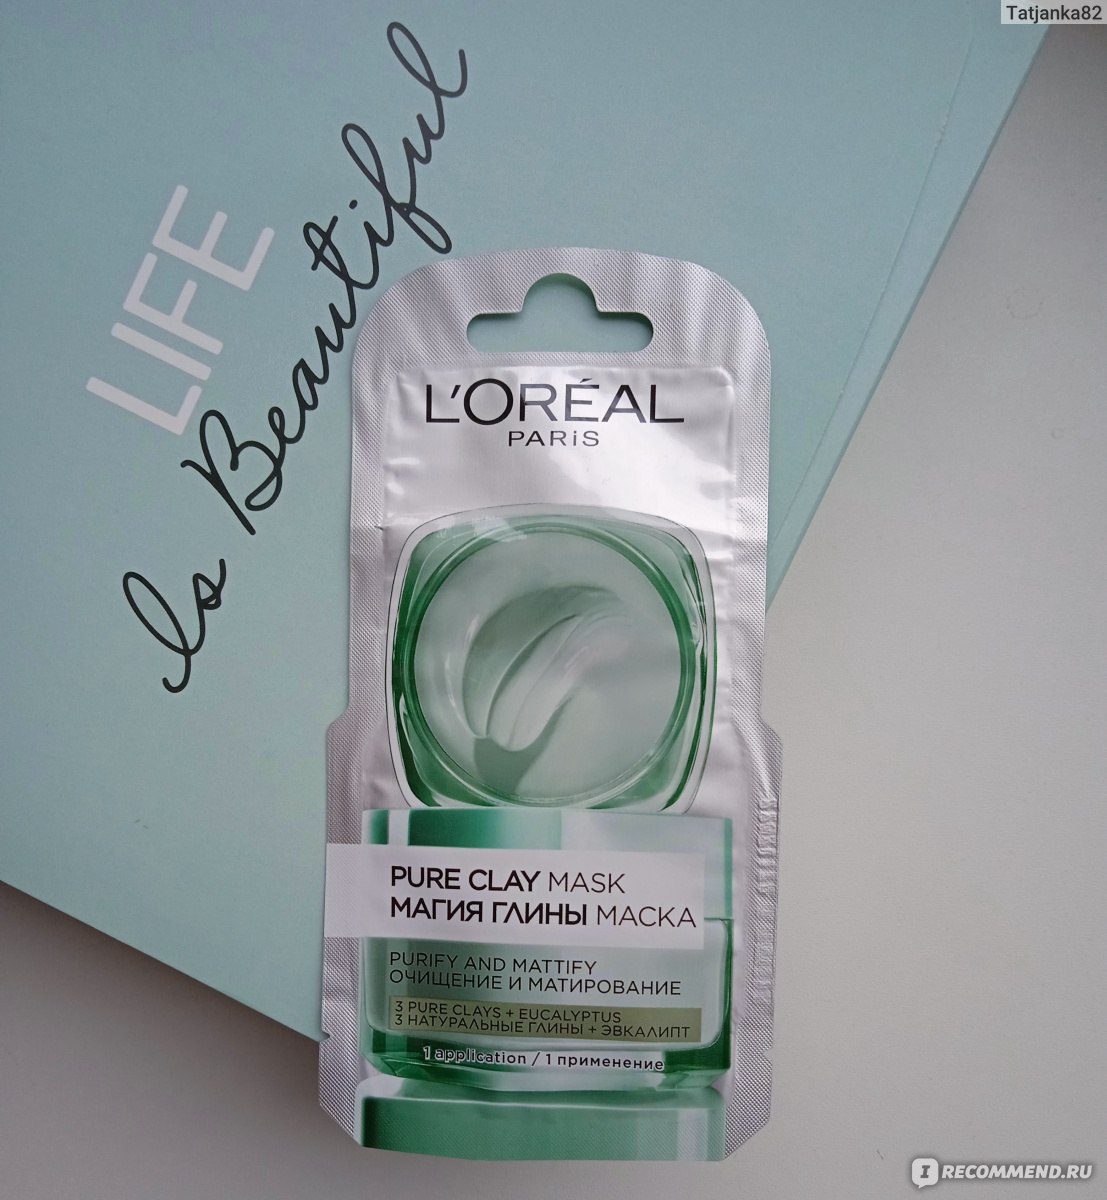 Tatjanka82
LIFE
Is Beautiful
L'ORÉAL
PARiS
PURE CLAY MASK
МАГИЯ ГЛИНЫ МАСКА
PURIFY AND MATTIFY
ОЧИЩЕНИЕ И МАТИРОВАНИЕ
3 PURE CLAYS + EUCALYPTUS
3 НАТУРАЛЬНЫЕ ГЛИНЫ + ЭВКАЛИПТ
1 application / 1 применение
IRECOMMEND.RU